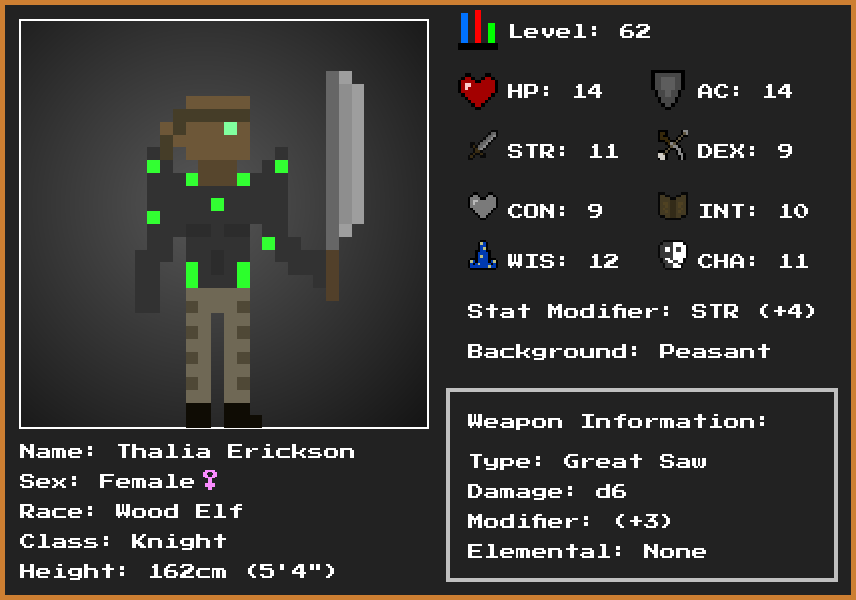 Level: 62
HP: 14 AC: 14
STR: 11 DEX: 9
CON: 9 INT: 10
WIS: 12 CHA: 11
Stat Modifier: STR (+4)
Background: Peasant
Weapon Information:
Type: Great Saw
Damage: d6
Modifier: (+3)
Elemental: None
Name: Thalia Erickson
Sex: Female♀
Race: Wood Elf
Class: Knight
Height: 162cm (5'4")